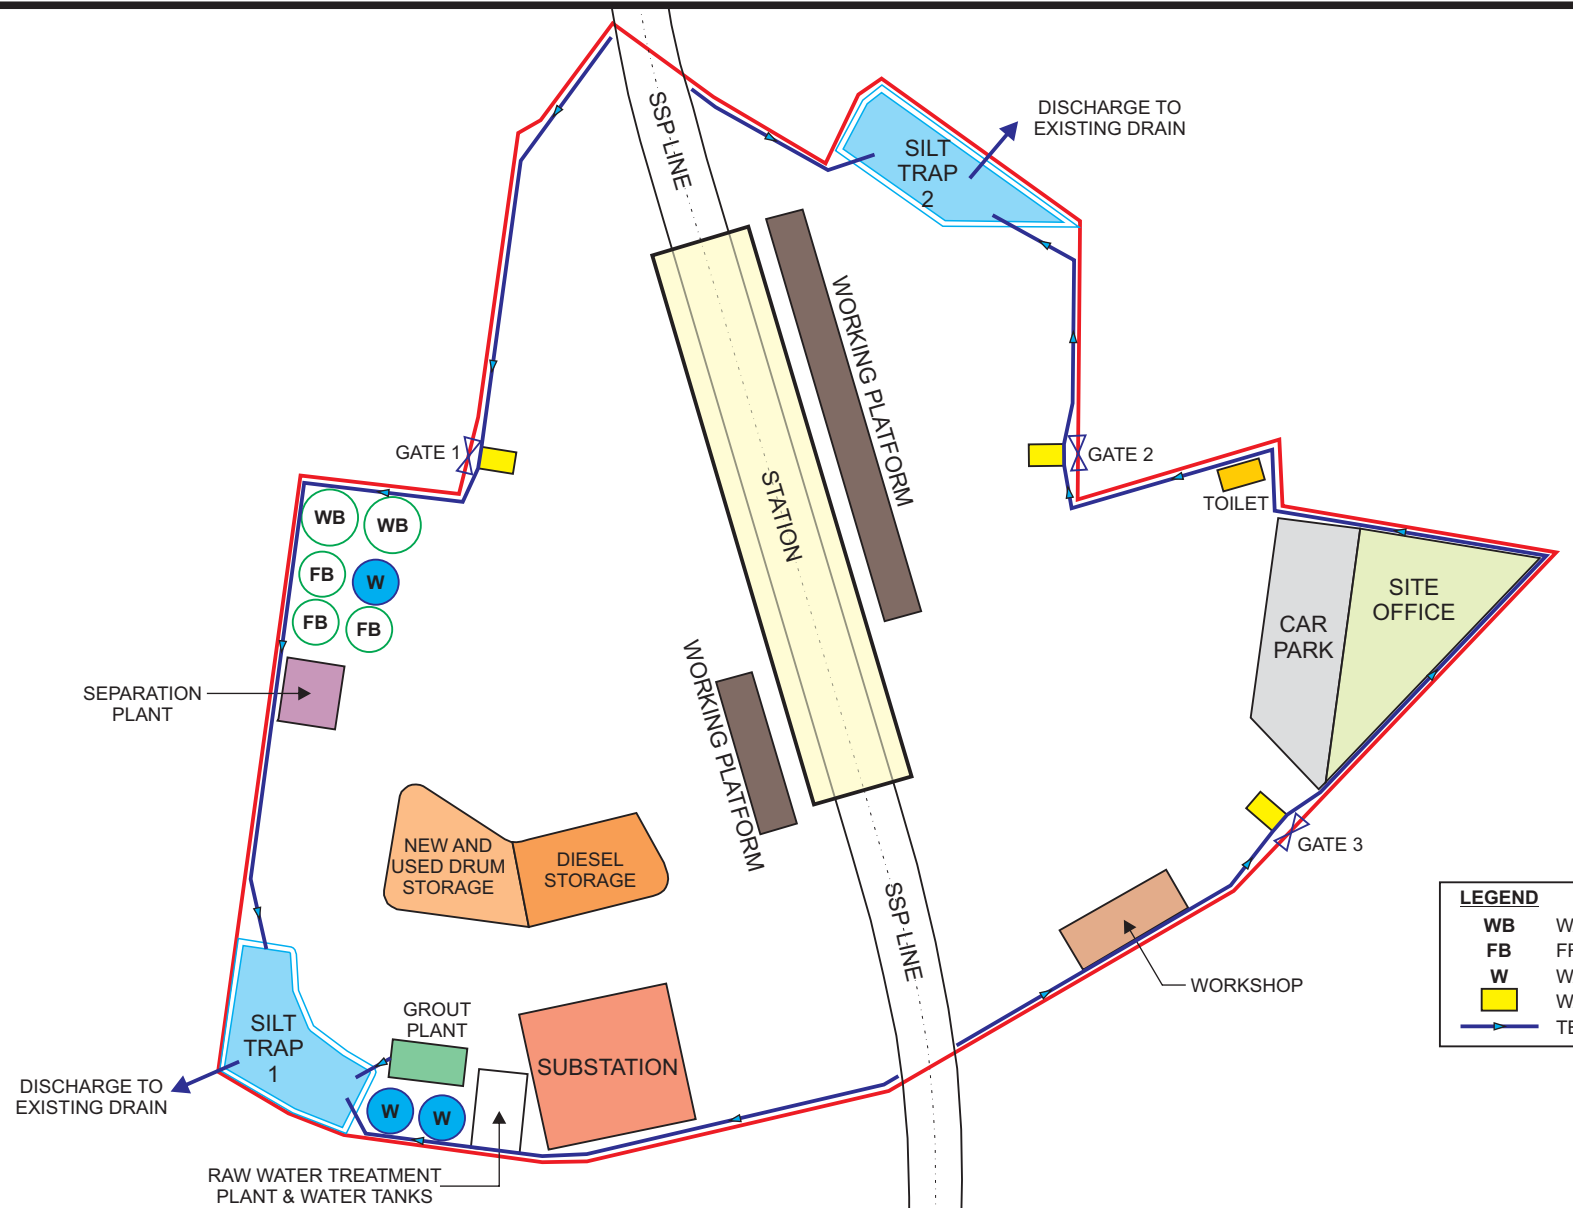 SSP-LINE
DISCHARGE TO
EXISTING DRAIN
SILT
TRAP
2
WORKING PLATFORM
GATE 1
GATE 2
STATION
TOILET
WB
WB
FB
W
FB
FB
SITE
OFFICE
CAR
PARK
SEPARATION
PLANT
WORKING PLATFORM
NEW AND
USED DRUM
STORAGE
DIESEL
STORAGE
GATE 3
SSP-LINE
LEGEND
WB
FB
W
WORKSHOP
GROUT
PLANT
SILT
TRAP
1
SUBSTATION
DISCHARGE TO
EXISTING DRAIN
W
W
RAW WATER TREATMENT
PLANT & WATER TANKS